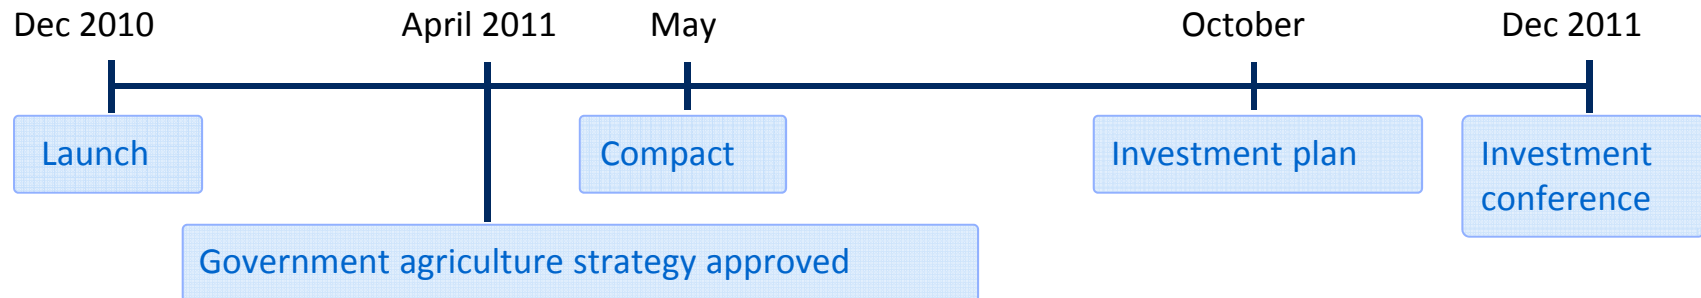 Dec 2010
April 2011
May
October
Dec 2011
Launch
Compact
Investment plan
Investment
conference
Government agriculture strategy approved